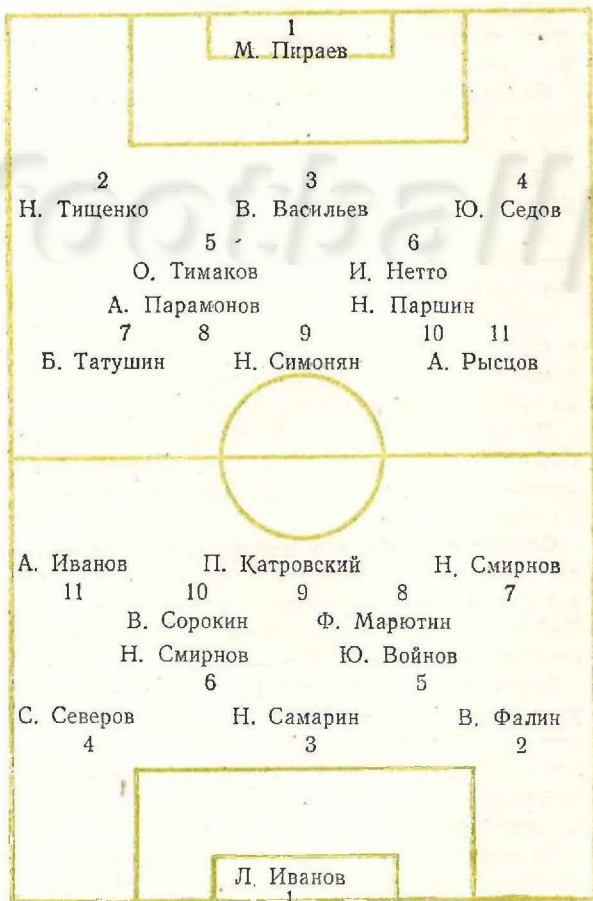 1
М. Пираев
2 3 4
Н. Тищенко В. Васильев Ю. Седов
5 6
О. Тимаков И. Нетто
А. Парамонов Н. Паршин
7 8 9 10 11
Б. Татушин Н. Симонян А. Рысцов
А. Иванов П. Катровский Н. Смирнов
11 10 9 8 7
В. Сорокин Ф. Марютин
Н. Смирнов Ю. Войнов
6 5
С. Северов Н. Самарин В. Фалин
4 3 2
Л. Иванов
1